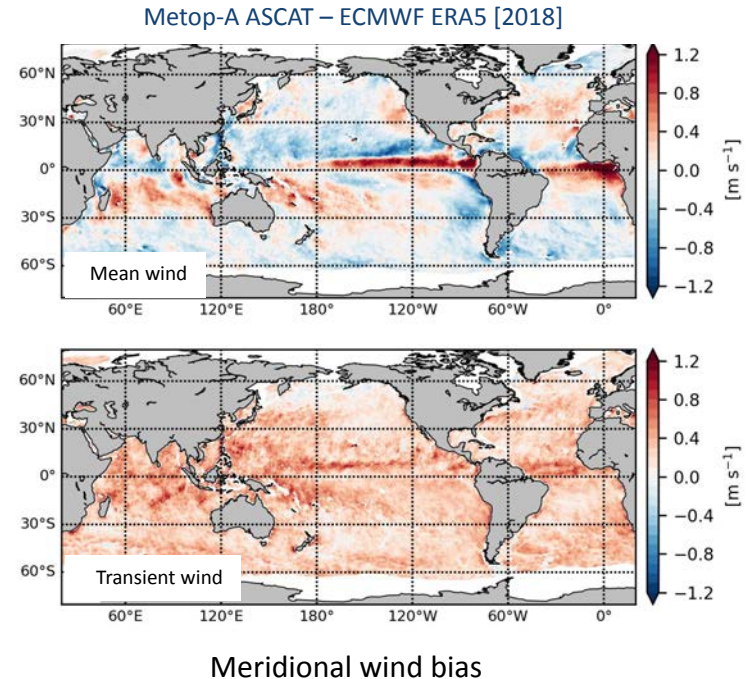 Metop-A ASCAT – ECMWF ERA5 [2018]
60°N
30°N
0°
30°S
60°S
Mean wind
60°E 120°E 180° 120°W 60°W 0°
1.2
0.8
0.4
0.0
−0.4
−0.8
−1.2
[m s⁻¹]
60°N
30°N
0°
30°S
60°S
Transient wind
60°E 120°E 180° 120°W 60°W 0°
1.2
0.8
0.4
0.0
−0.4
−0.8
−1.2
[m s⁻¹]
Meridional wind bias